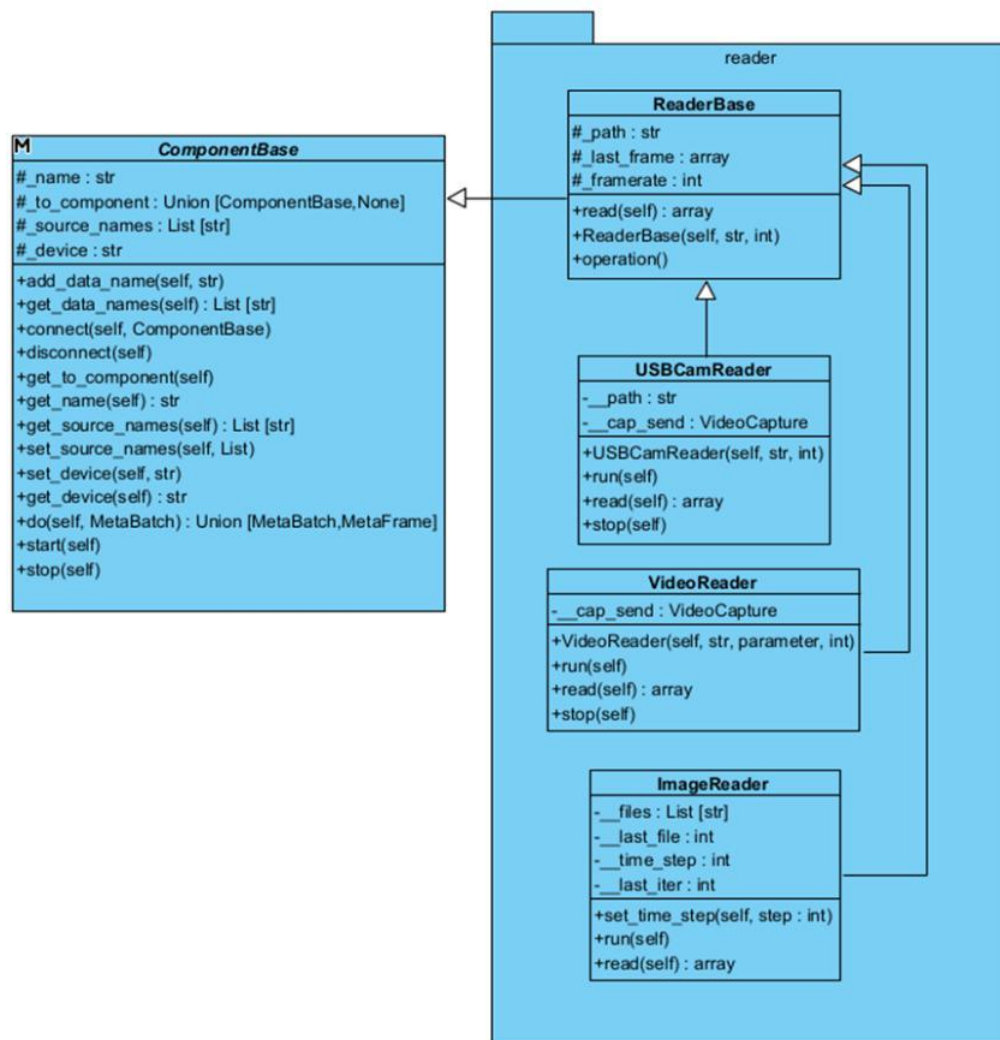 reader
M
ComponentBase
#_name : str
#_to_component : Union [ComponentBase,None]
#_source_names : List [str]
#_device : str
+add_data_name(self, str)
+get_data_names(self) : List [str]
+connect(self, ComponentBase)
+disconnect(self)
+get_to_component(self)
+get_name(self) : str
+get_source_names(self) : List [str]
+set_source_names(self, List)
+set_device(self, str)
+get_device(self) : str
+do(self, MetaBatch) : Union [MetaBatch,MetaFrame]
+start(self)
+stop(self)
ReaderBase
#_path : str
#_last_frame : array
#_framerate : int
+read(self) : array
+ReaderBase(self, str, int)
+operation()
USBCamReader
-__path : str
-__cap_send : VideoCapture
+USBCamReader(self, str, int)
+run(self)
+read(self) : array
+stop(self)
VideoReader
-__cap_send : VideoCapture
+VideoReader(self, str, parameter, int)
+run(self)
+read(self) : array
+stop(self)
ImageReader
-__files : List [str]
-__last_file : int
-__time_step : int
-__last_iter : int
+set_time_step(self, step : int)
+run(self)
+read(self) : array